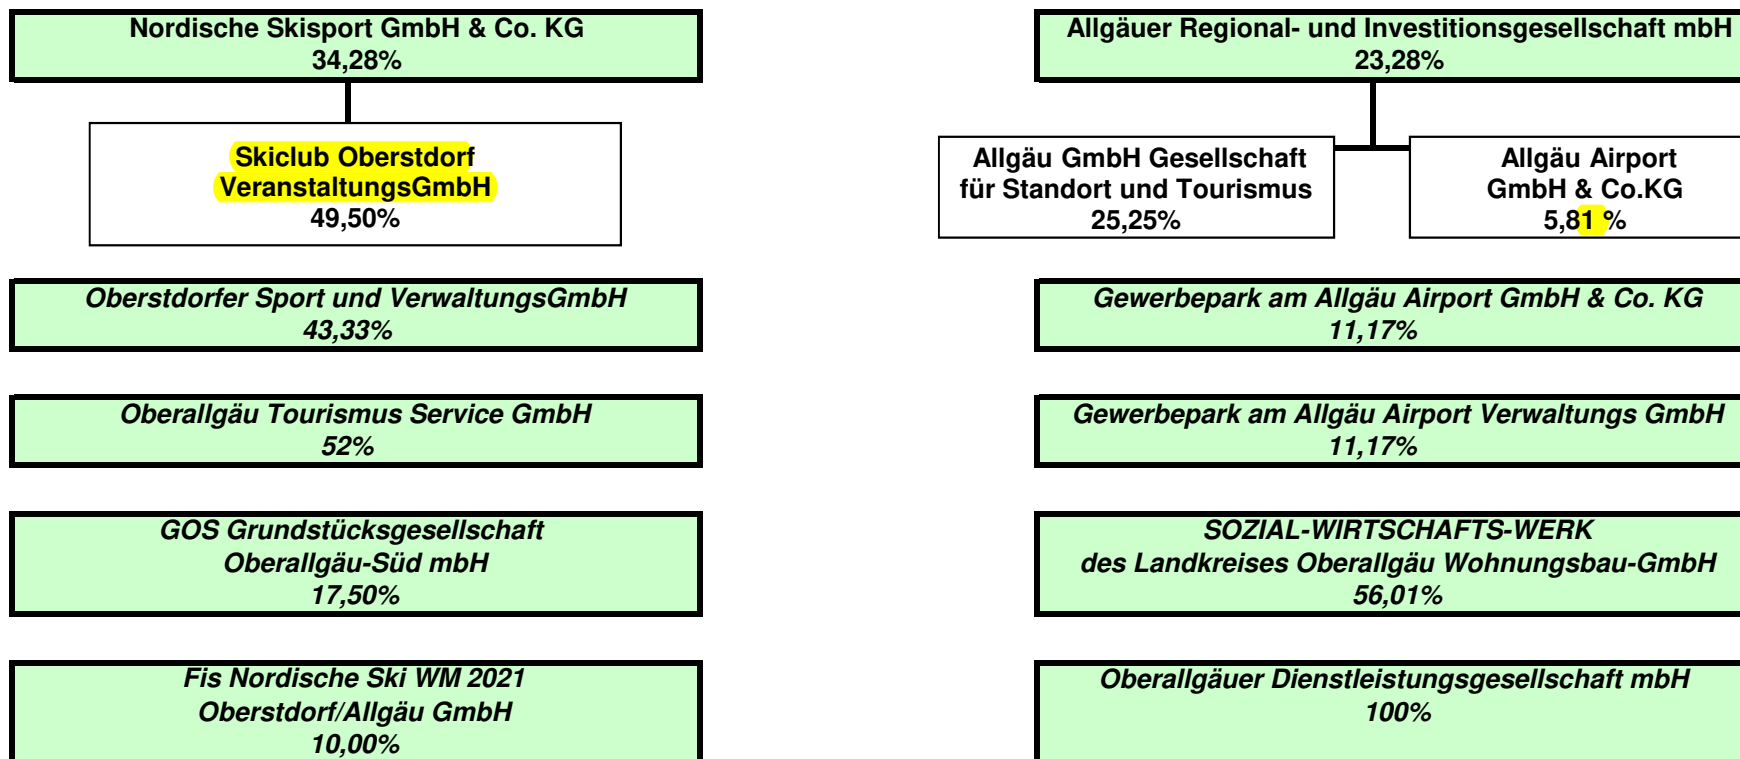 Nordische Skisport GmbH & Co. KG
34,28%
Skiclub Oberstdorf
VeranstaltungsGmbH
49,50%
Oberstdorfer Sport und VerwaltungsGmbH
43,33%
Oberallgäu Tourismus Service GmbH
52%
GOS Grundstücksgesellschaft
Oberallgäu-Süd mbH
17,50%
Fis Nordische Ski WM 2021
Oberstdorf/Allgäu GmbH
10,00%
Allgäuer Regional- und Investitionsgesellschaft mbH
23,28%
Allgäu GmbH Gesellschaft
für Standort und Tourismus
25,25%
Allgäu Airport
GmbH & Co.KG
5,81 %
Gewerbepark am Allgäu Airport GmbH & Co. KG
11,17%
Gewerbepark am Allgäu Airport Verwaltungs GmbH
11,17%
SOZIAL-WIRTSCHAFTS-WERK
des Landkreises Oberallgäu Wohnungsbau-GmbH
56,01%
Oberallgäuer Dienstleistungsgesellschaft mbH
100%